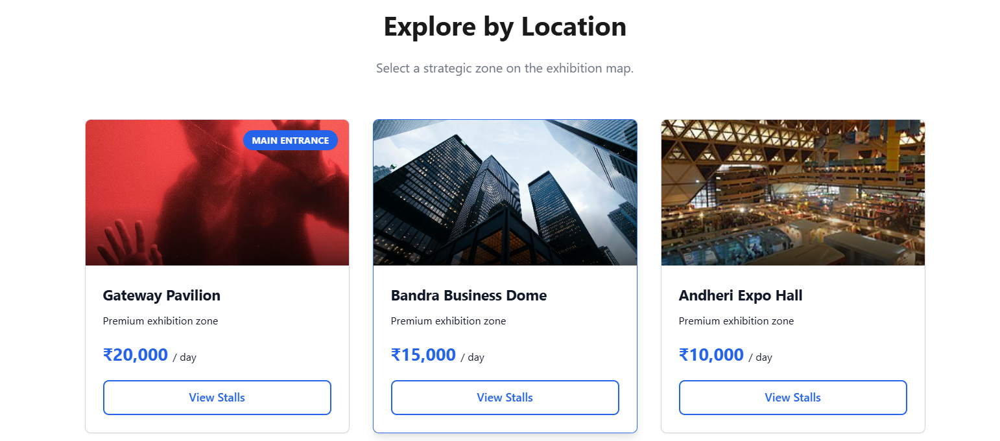 Explore by Location
Select a strategic zone on the exhibition map.
MAIN ENTRANCE
Gateway Pavilion
Premium exhibition zone
₹20,000 / day
View Stalls
Bandra Business Dome
Premium exhibition zone
₹15,000 / day
View Stalls
Andheri Expo Hall
Premium exhibition zone
₹10,000 / day
View Stalls